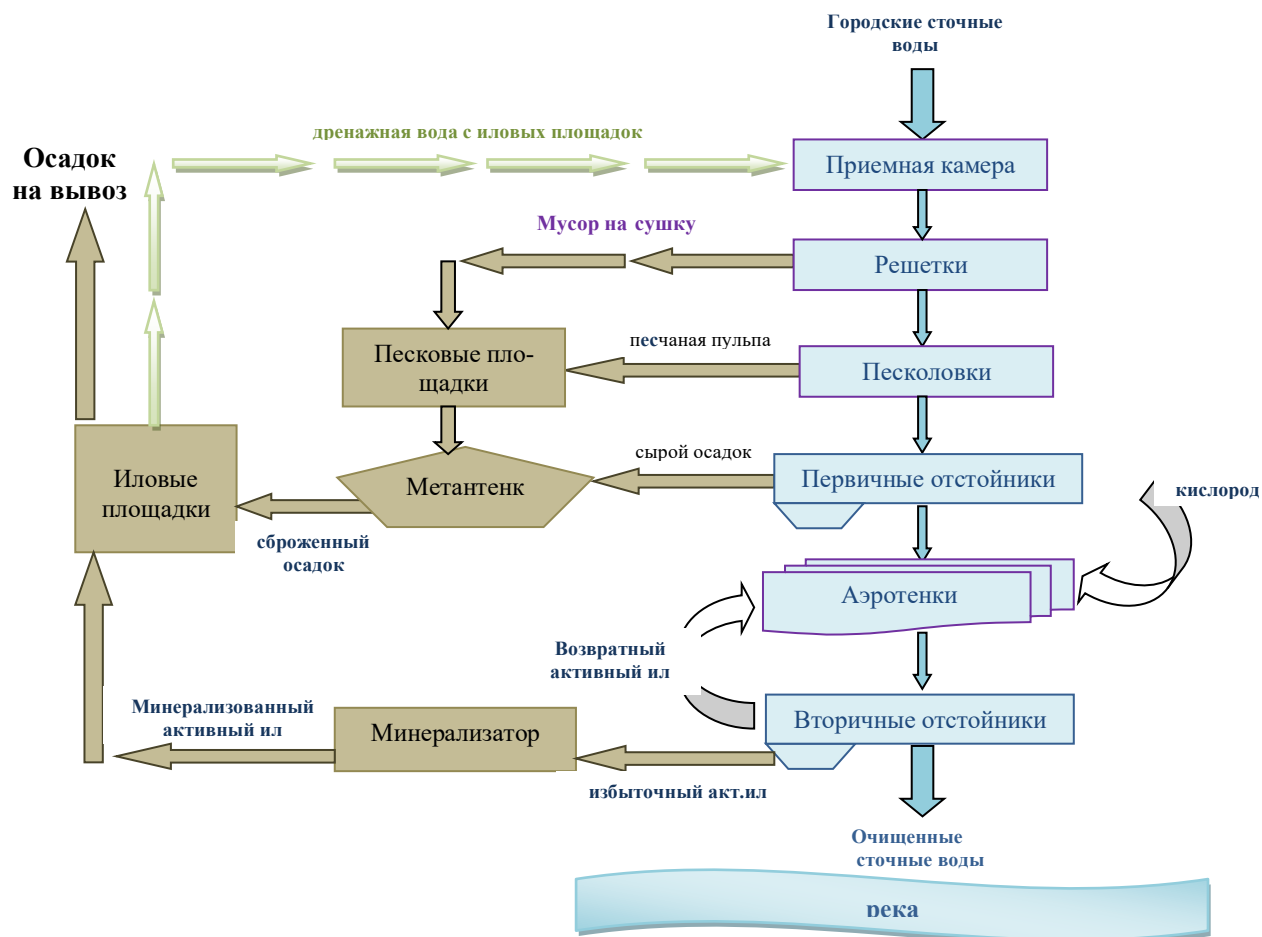 Городские сточные
воды
дренажная вода с иловых площадок
Осадок
на вывоз
Приемная камера
Мусор на сушку
Решетки
песчаная пульпа
Песковые пло-
щадки
Песколовки
сырой осадок
Первичные отстойники
Метантенк
Иловые
площадки
кислород
сброженный
осадок
Аэротенки
Возвратный
активный ил
Минерализованный
активный ил
Минерализатор
Вторичные отстойники
избыточный акт.ил
Очищенные
сточные воды
река